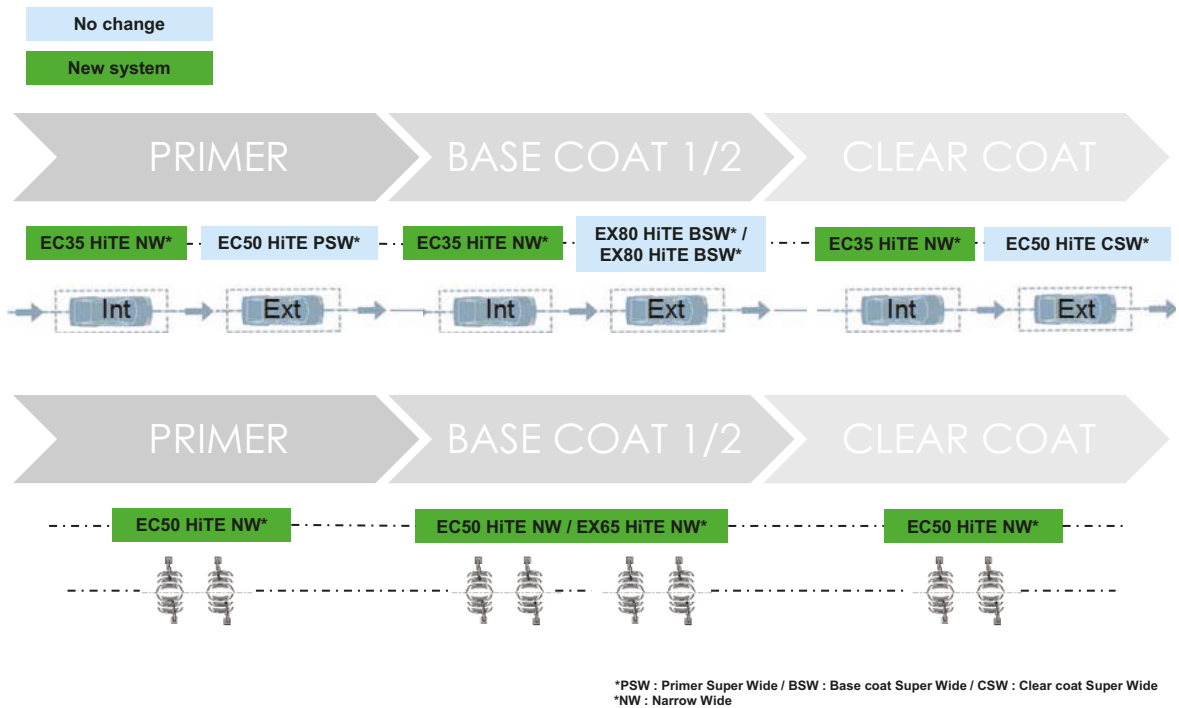 No change
New system
PRIMER
BASE COAT 1/2
CLEAR COAT
EC35 HiTE NW*
EC50 HiTE PSW*
EC35 HiTE NW*
EX80 HiTE BSW* /
EX80 HiTE BSW*
EC35 HiTE NW*
EC50 HiTE CSW*
Int
Ext
Int
Ext
Int
Ext
PRIMER
BASE COAT 1/2
CLEAR COAT
EC50 HiTE NW*
EC50 HiTE NW / EX65 HiTE NW*
EC50 HiTE NW*
*PSW : Primer Super Wide / BSW : Base coat Super Wide / CSW : Clear coat Super Wide
*NW : Narrow Wide